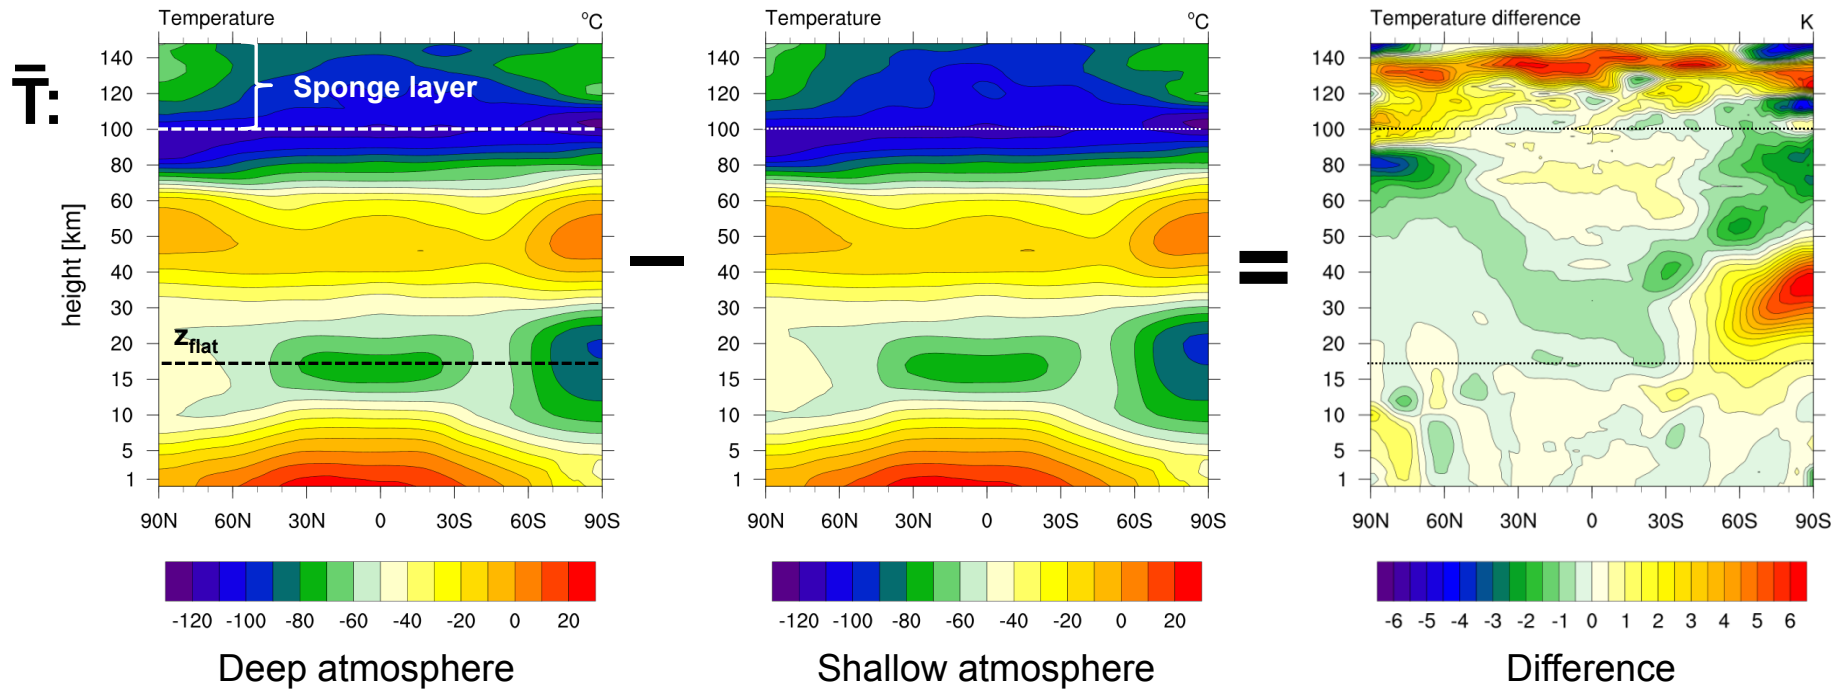 Temperature °C
Temperature °C
Temperature difference K
T̄:
height [km]
140
120
100
80
60
50
40
30
20
15
10
5
1
Sponge layer
zflat
90N 60N 30N 0 30S 60S 90S
-120 -100 -80 -60 -40 -20 0 20
Deep atmosphere
−
140
120
100
80
60
50
40
30
20
15
10
5
1
90N 60N 30N 0 30S 60S 90S
-120 -100 -80 -60 -40 -20 0 20
Shallow atmosphere
=
140
120
100
80
60
50
40
30
20
15
10
5
1
90N 60N 30N 0 30S 60S 90S
-6 -5 -4 -3 -2 -1 0 1 2 3 4 5 6
Difference